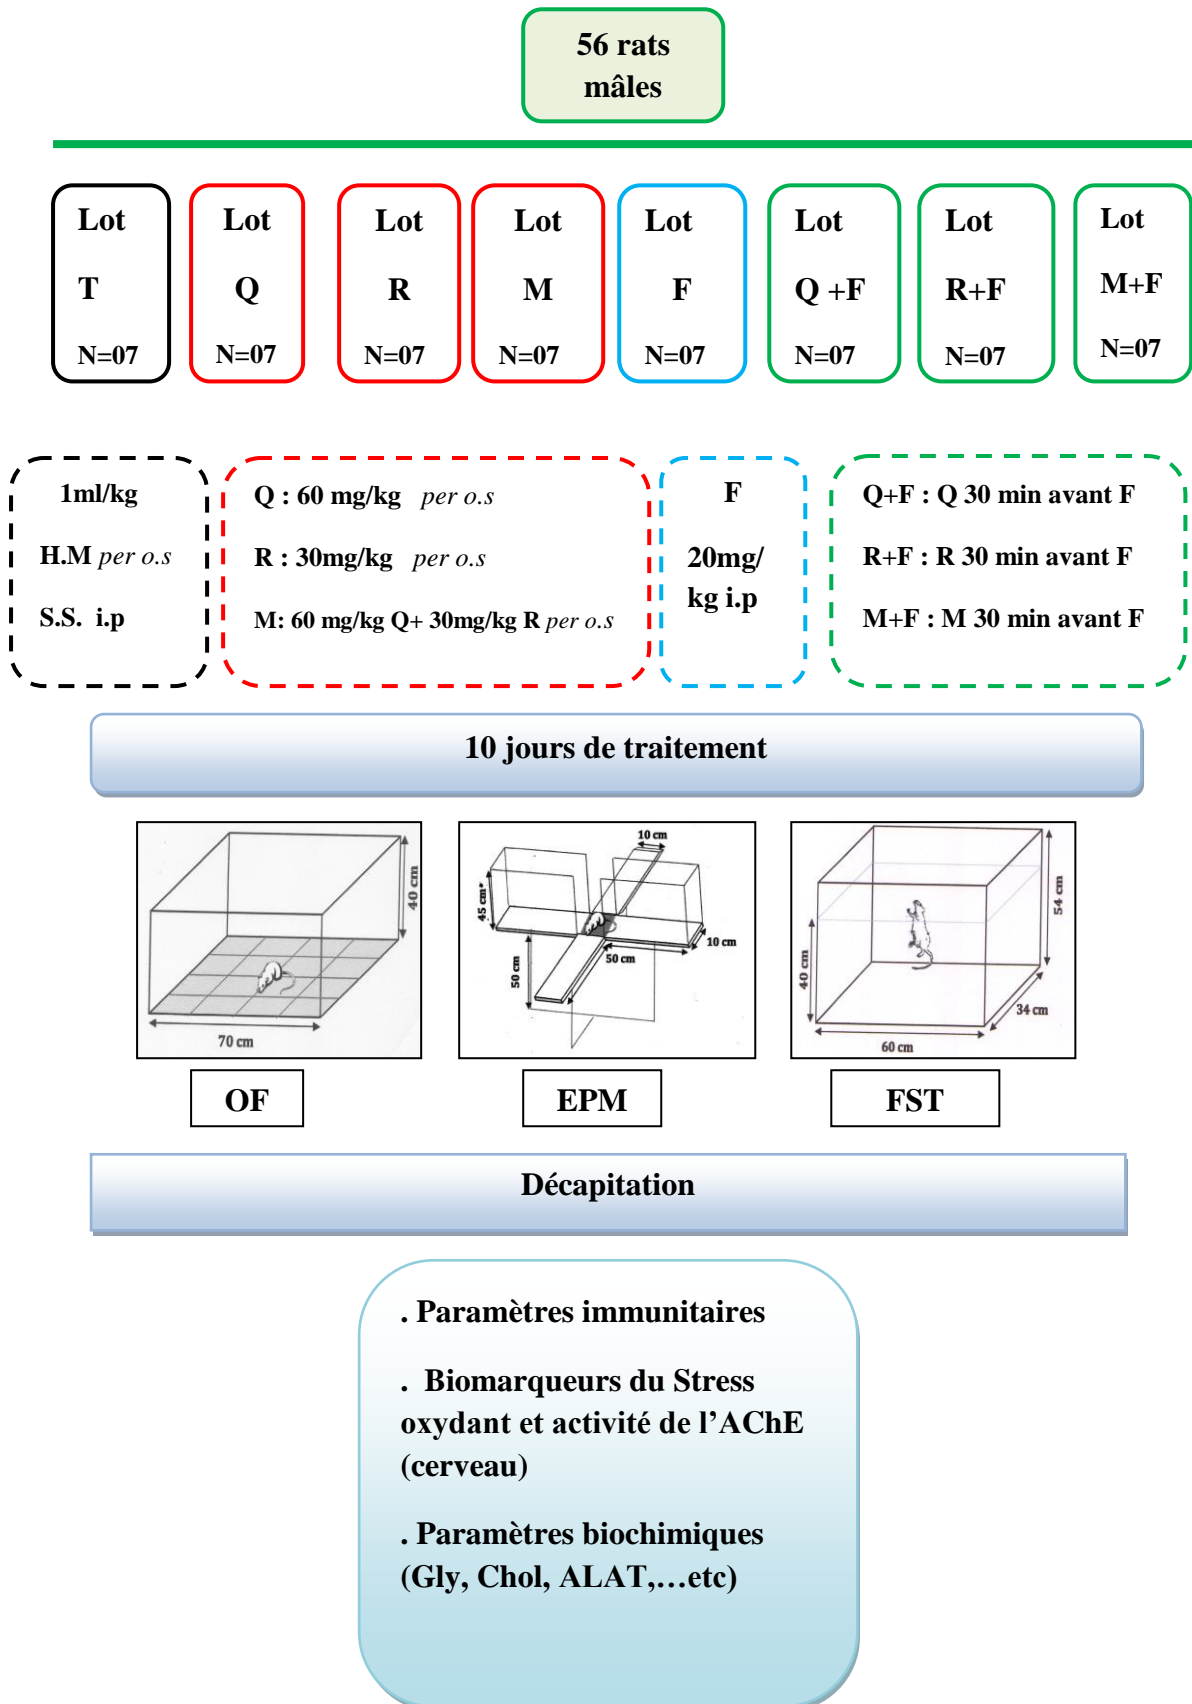 56 rats
mâles
Lot
T
N=07
Lot
Q
N=07
Lot
R
N=07
Lot
M
N=07
Lot
F
N=07
Lot
Q +F
N=07
Lot
R+F
N=07
Lot
M+F
N=07
1ml/kg
H.M per o.s
S.S. i.p
Q : 60 mg/kg per o.s
R : 30mg/kg per o.s
M: 60 mg/kg Q+ 30mg/kg R per o.s
F
20mg/
kg i.p
Q+F : Q 30 min avant F
R+F : R 30 min avant F
M+F : M 30 min avant F
10 jours de traitement
40 cm
70 cm
10 cm
45 cm*
10 cm
50 cm
50 cm
54 cm
40 cm
34 cm
60 cm
OF
EPM
FST
Décapitation
. Paramètres immunitaires
. Biomarqueurs du Stress
oxydant et activité de l’AChE
(cerveau)
. Paramètres biochimiques
(Gly, Chol, ALAT,…etc)